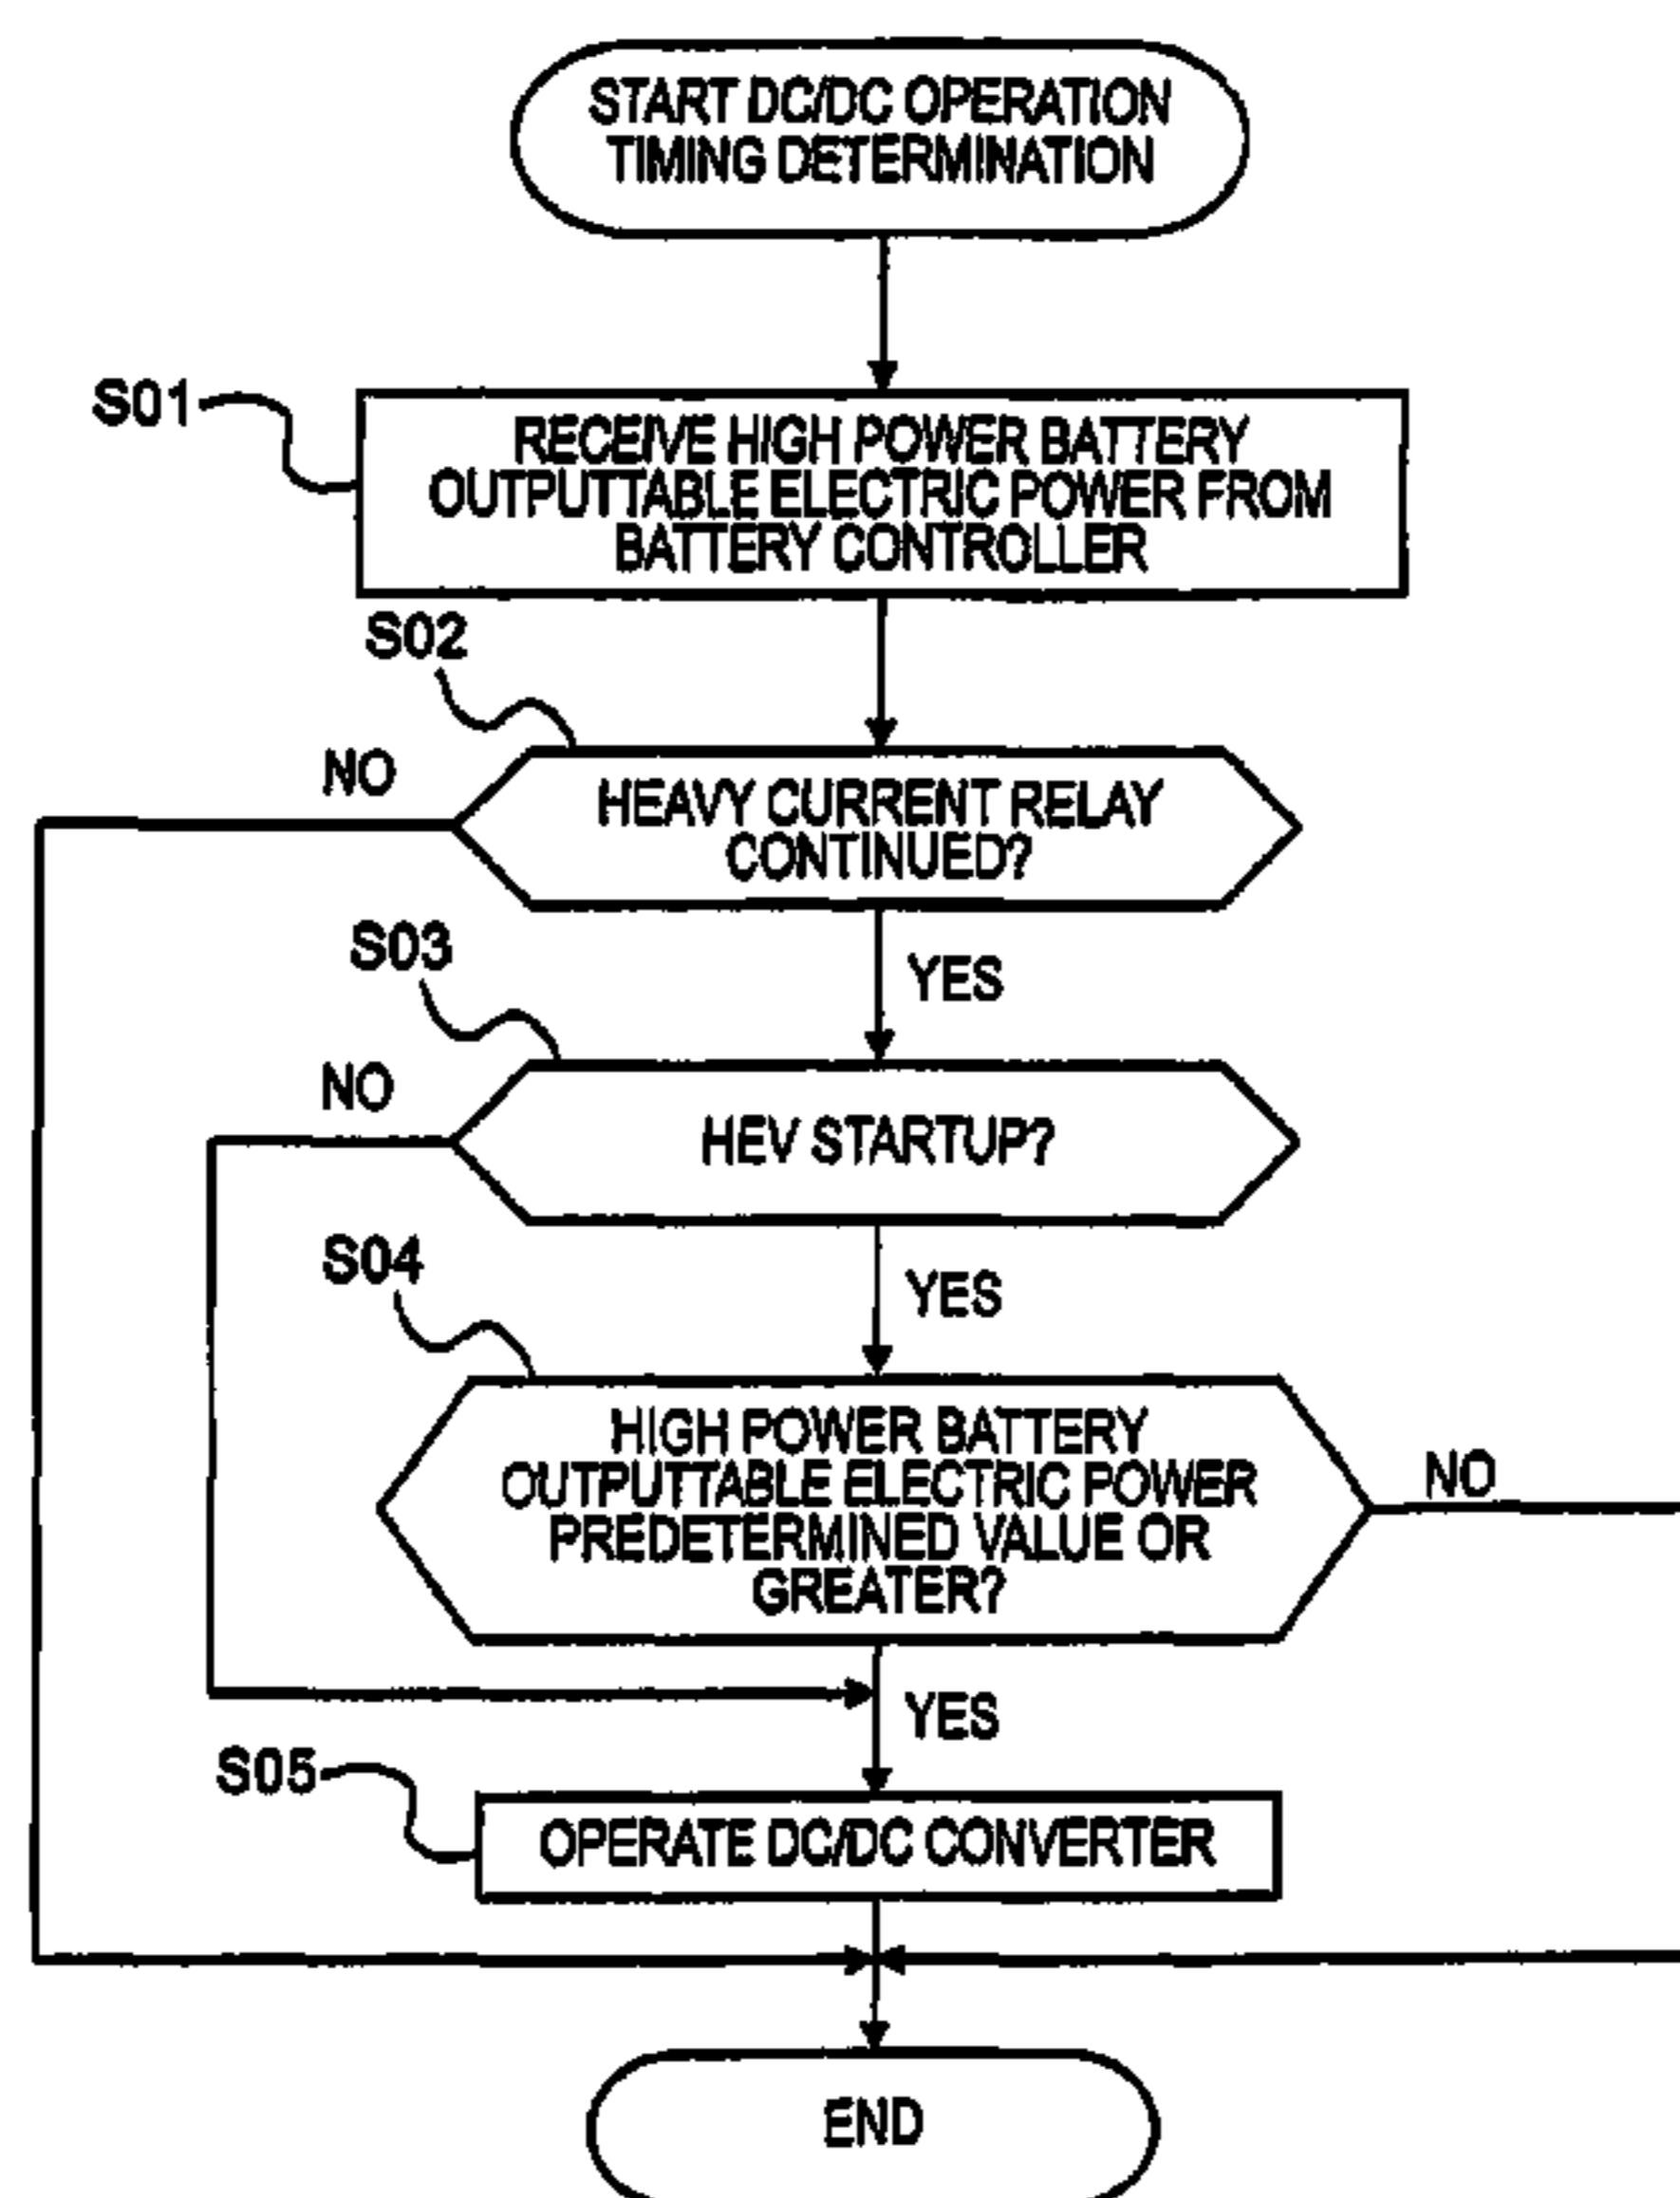 START DC/DC OPERATION
TIMING DETERMINATION
S01
RECEIVE HIGH POWER BATTERY
OUTPUTTABLE ELECTRIC POWER FROM
BATTERY CONTROLLER
S02
NO
HEAVY CURRENT RELAY
CONTINUED?
S03
YES
NO
HEV STARTUP?
S04
YES
HIGH POWER BATTERY
OUTPUTTABLE ELECTRIC POWER
PREDETERMINED VALUE OR
GREATER?
NO
YES
S05
OPERATE DC/DC CONVERTER
END